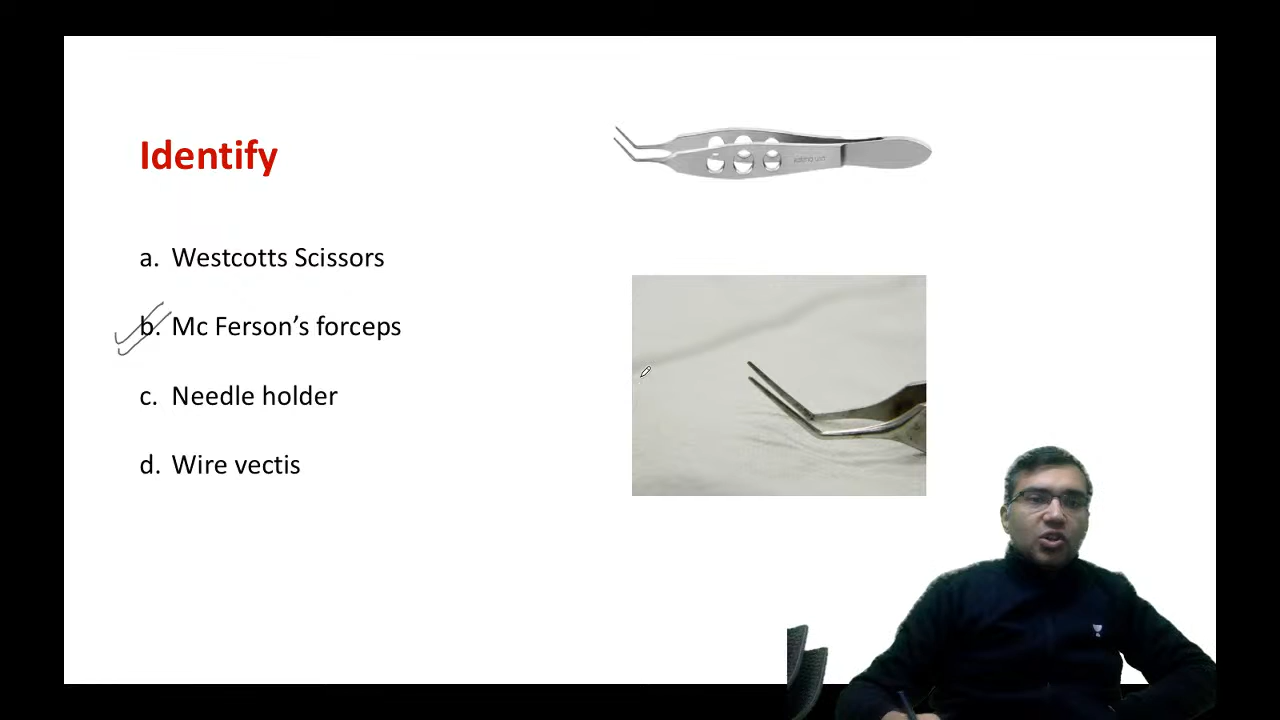 Identify
a. Westcotts Scissors
b. Mc Ferson’s forceps
c. Needle holder
d. Wire vectis